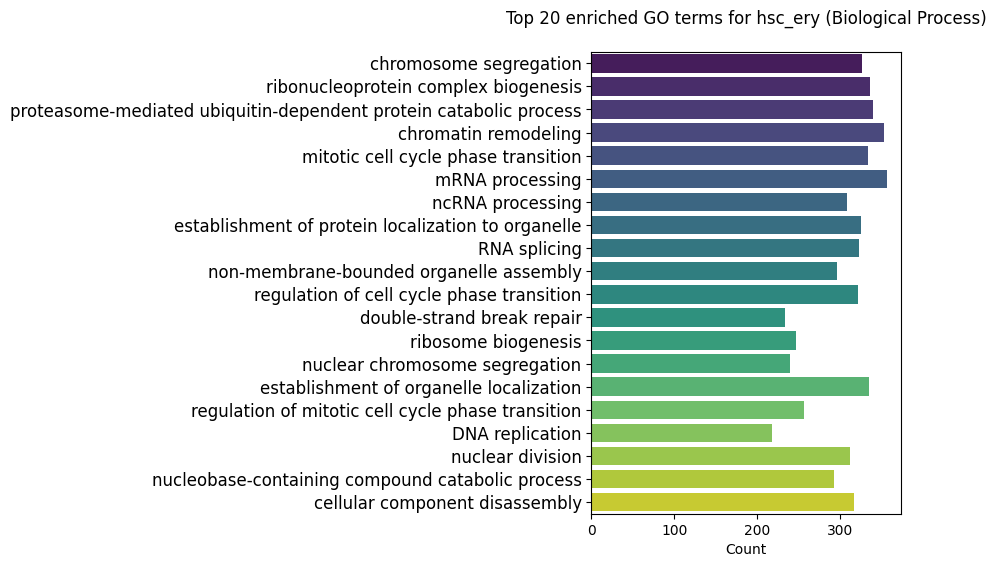 Top 20 enriched GO terms for hsc_ery (Biological Process)
chromosome segregation
ribonucleoprotein complex biogenesis
proteasome-mediated ubiquitin-dependent protein catabolic process
chromatin remodeling
mitotic cell cycle phase transition
mRNA processing
ncRNA processing
establishment of protein localization to organelle
RNA splicing
non-membrane-bounded organelle assembly
regulation of cell cycle phase transition
double-strand break repair
ribosome biogenesis
nuclear chromosome segregation
establishment of organelle localization
regulation of mitotic cell cycle phase transition
DNA replication
nuclear division
nucleobase-containing compound catabolic process
cellular component disassembly
0 100 200 300
Count